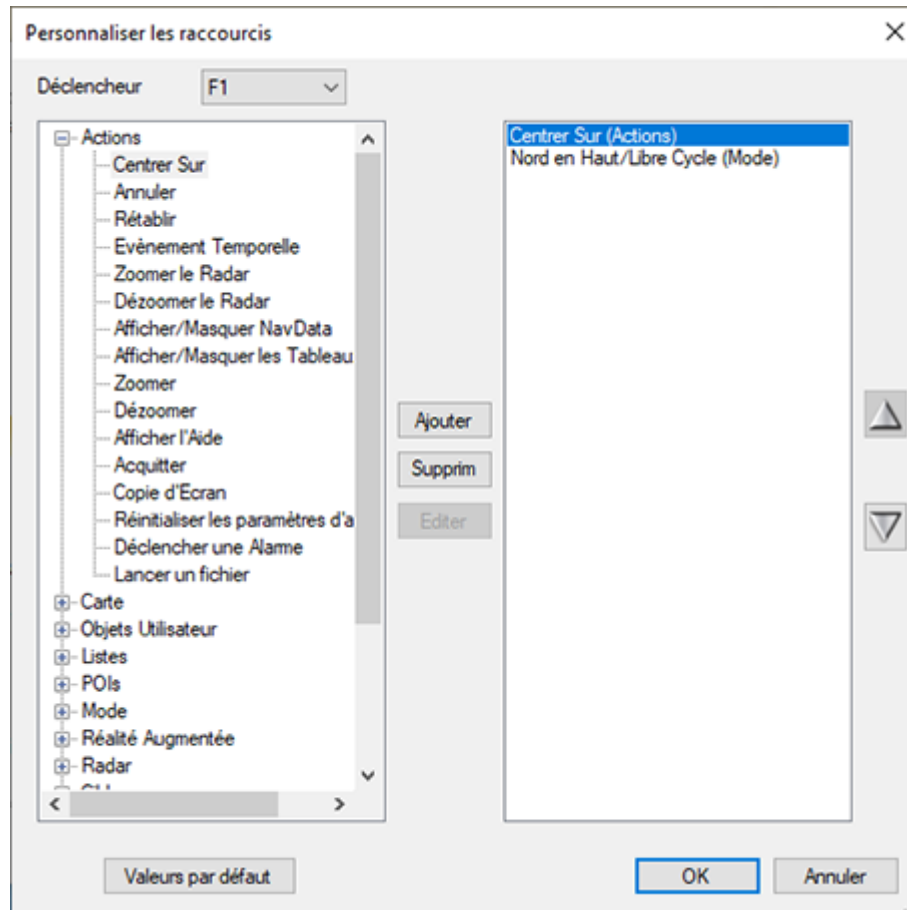 Personnaliser les raccourcis
Déclencheur
F1
Actions
Centrer Sur
Annuler
Rétablir
Evènement Temporelle
Zoomer le Radar
Dézoomer le Radar
Afficher/Masquer NavData
Afficher/Masquer les Tableau
Zoomer
Dézoomer
Afficher l'Aide
Acquitter
Copie d'Ecran
Réinitialiser les paramètres d'a
Déclencher une Alarme
Lancer un fichier
Carte
Objets Utilisateur
Listes
POIs
Mode
Réalité Augmentée
Radar
Ajouter
Supprim
Editer
Centrer Sur (Actions)
Nord en Haut/Libre Cycle (Mode)
Valeurs par défaut
OK
Annuler